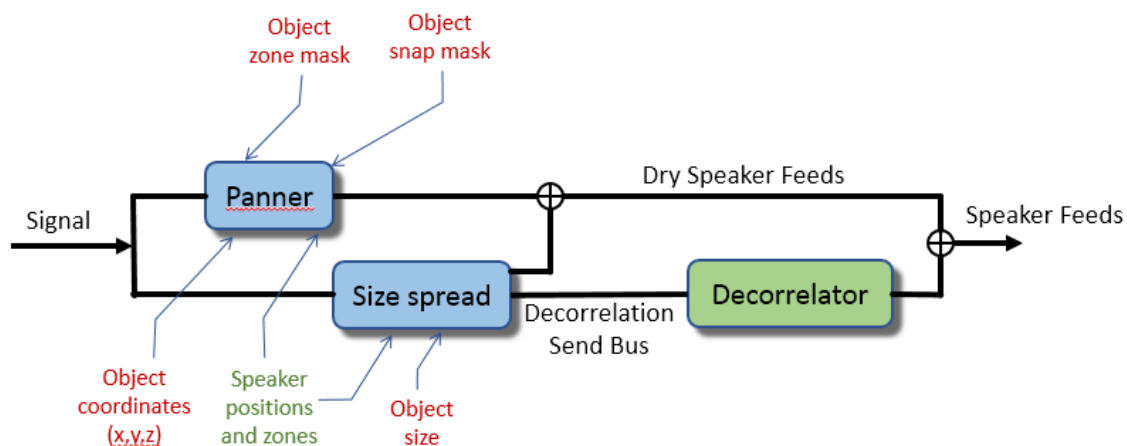 Object
zone mask
Object
snap mask
Panner
Dry Speaker Feeds
Signal
Speaker Feeds
Size spread
Decorrelator
Decorrelation
Send Bus
Object
coordinates
(x,y,z)
Speaker
positions
and zones
Object
size